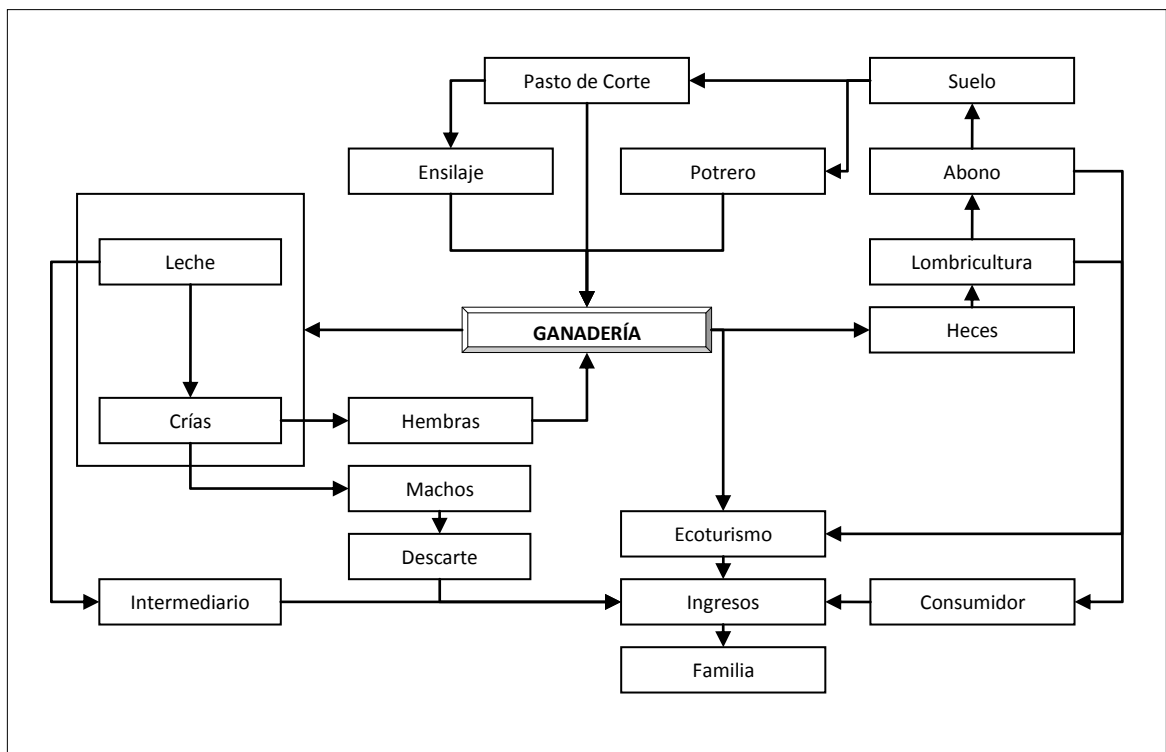 Pasto de Corte
Suelo
Ensilaje
Potrero
Abono
Leche
Lombricultura
GANADERÍA
Heces
Crías
Hembras
Machos
Ecoturismo
Descarte
Intermediario
Ingresos
Consumidor
Familia